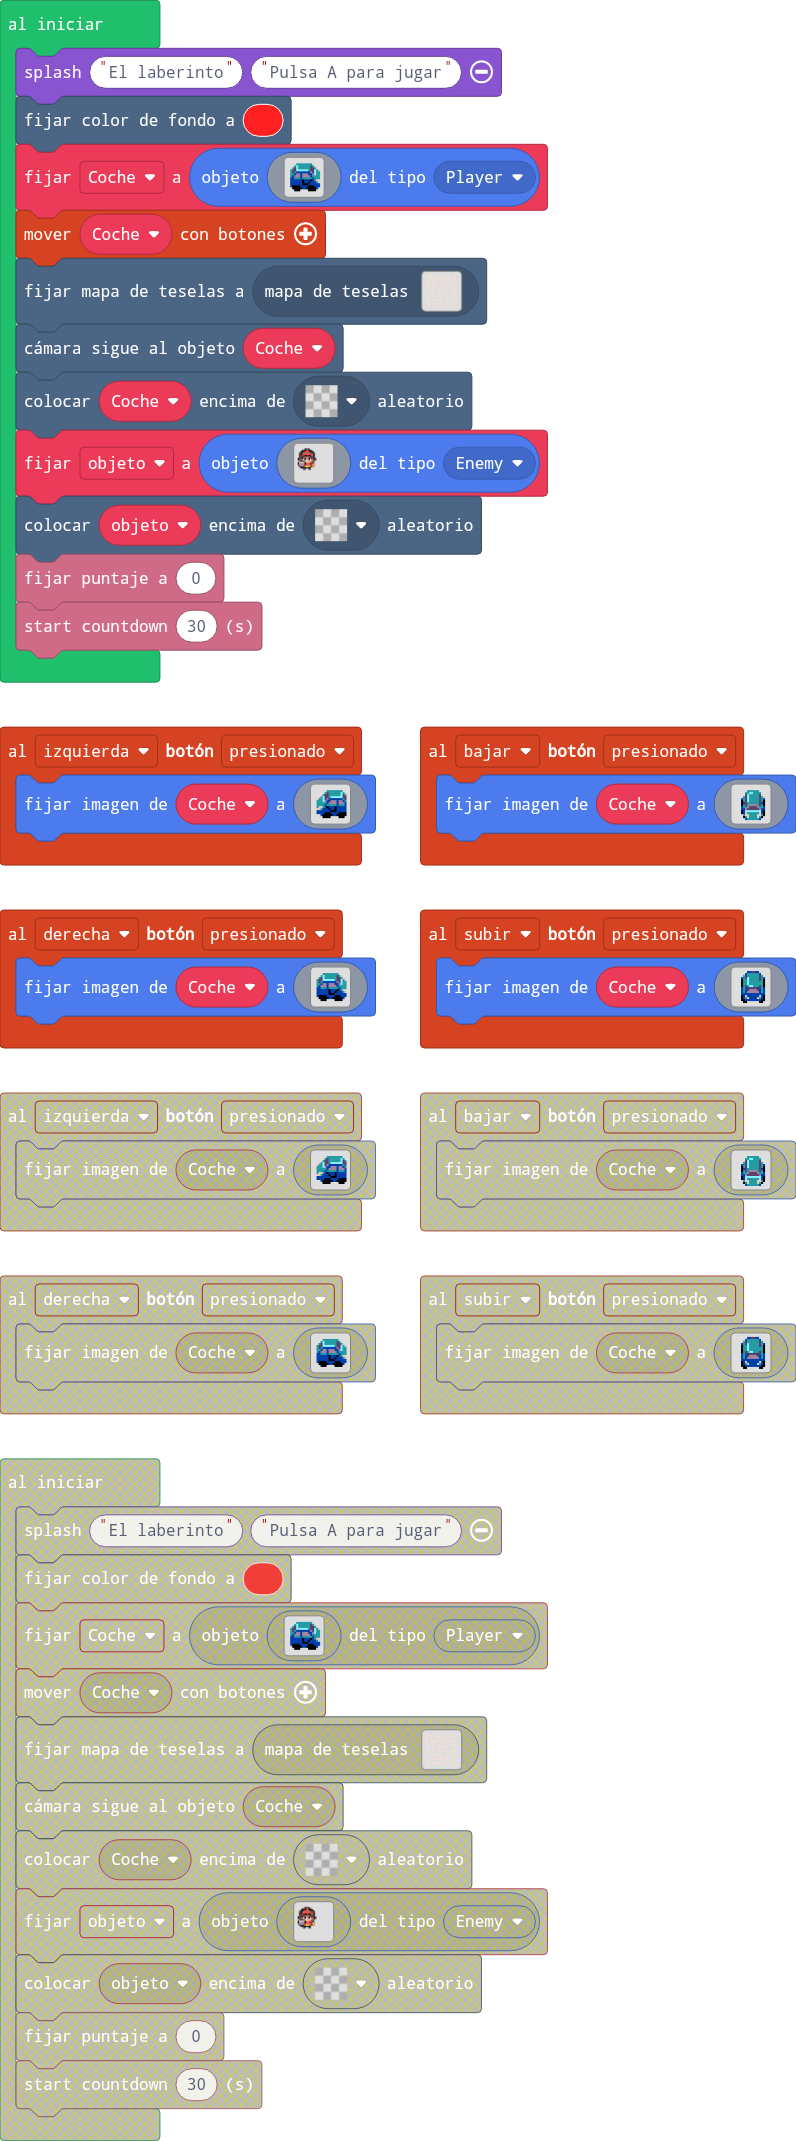 al iniciar
splash "El laberinto" "Pulsa A para jugar"
fijar color de fondo a
fijar Coche a objeto del tipo Player
mover Coche con botones
fijar mapa de teselas a mapa de teselas
cámara sigue al objeto Coche
colocar Coche encima de aleatorio
fijar objeto a objeto del tipo Enemy
colocar objeto encima de aleatorio
fijar puntaje a 0
start countdown 30 (s)
al izquierda botón presionado
fijar imagen de Coche a
al bajar botón presionado
fijar imagen de Coche a
al derecha botón presionado
fijar imagen de Coche a
al subir botón presionado
fijar imagen de Coche a
al izquierda botón presionado
fijar imagen de Coche a
al bajar botón presionado
fijar imagen de Coche a
al derecha botón presionado
fijar imagen de Coche a
al subir botón presionado
fijar imagen de Coche a
al iniciar
splash "El laberinto" "Pulsa A para jugar"
fijar color de fondo a
fijar Coche a objeto del tipo Player
mover Coche con botones
fijar mapa de teselas a mapa de teselas
cámara sigue al objeto Coche
colocar Coche encima de aleatorio
fijar objeto a objeto del tipo Enemy
colocar objeto encima de aleatorio
fijar puntaje a 0
start countdown 30 (s)